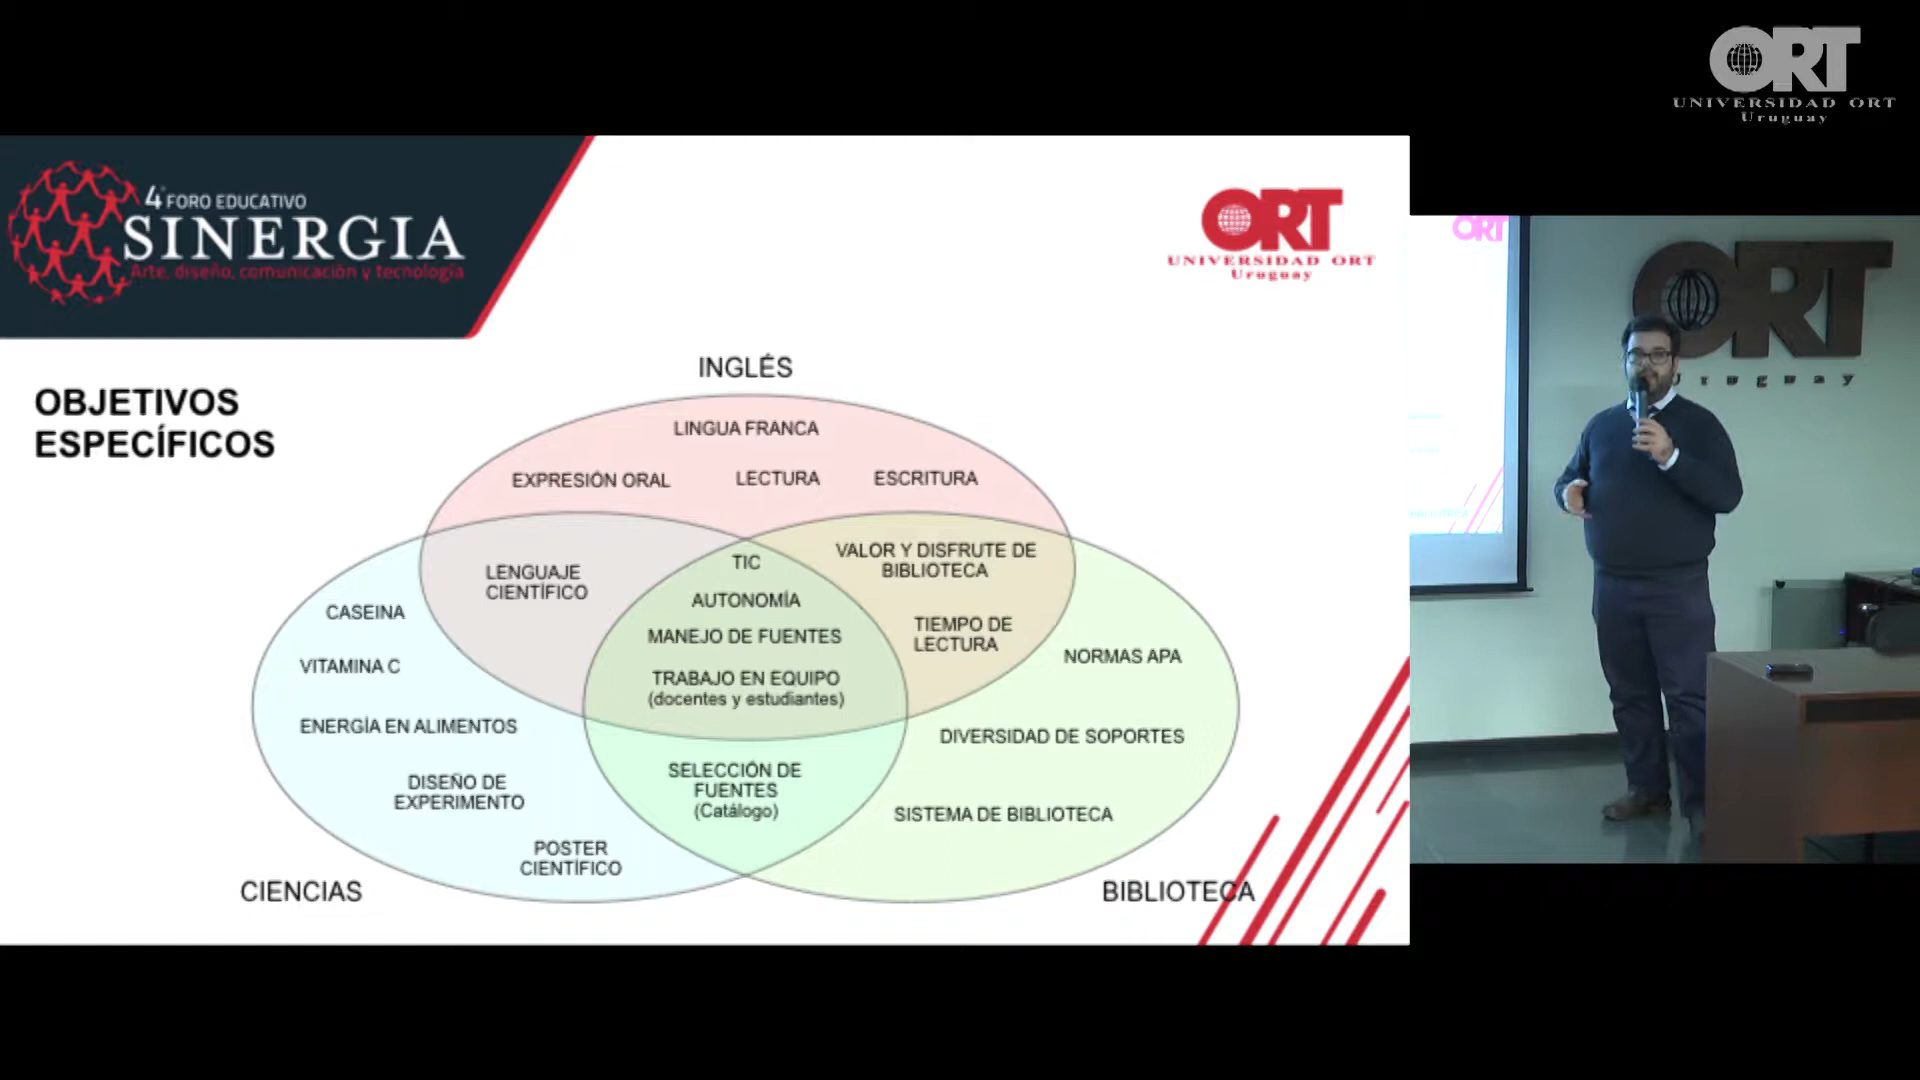 ORT
UNIVERSIDAD ORT
Uruguay
4° FORO EDUCATIVO
SINERGIA
Arte, diseño, comunicación y tecnología
ORT
UNIVERSIDAD ORT
Uruguay
OBJETIVOS
ESPECÍFICOS
INGLÉS
LINGUA FRANCA
EXPRESIÓN ORAL
LECTURA
ESCRITURA
LENGUAJE
CIENTÍFICO
TIC
AUTONOMÍA
MANEJO DE FUENTES
TRABAJO EN EQUIPO
(docentes y estudiantes)
VALOR Y DISFRUTE DE
BIBLIOTECA
TIEMPO DE
LECTURA
CASEINA
VITAMINA C
ENERGÍA EN ALIMENTOS
DISEÑO DE
EXPERIMENTO
POSTER
CIENTÍFICO
SELECCIÓN DE
FUENTES
(Catálogo)
NORMAS APA
DIVERSIDAD DE SOPORTES
SISTEMA DE BIBLIOTECA
CIENCIAS
BIBLIOTECA
ORT
ORT
Uruguay